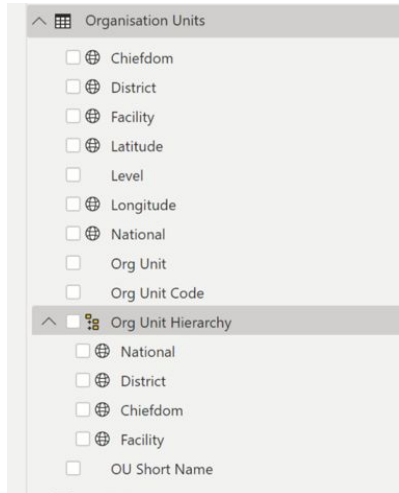 Organisation Units
Chiefdom
District
Facility
Latitude
Level
Longitude
National
Org Unit
Org Unit Code
Org Unit Hierarchy
National
District
Chiefdom
Facility
OU Short Name